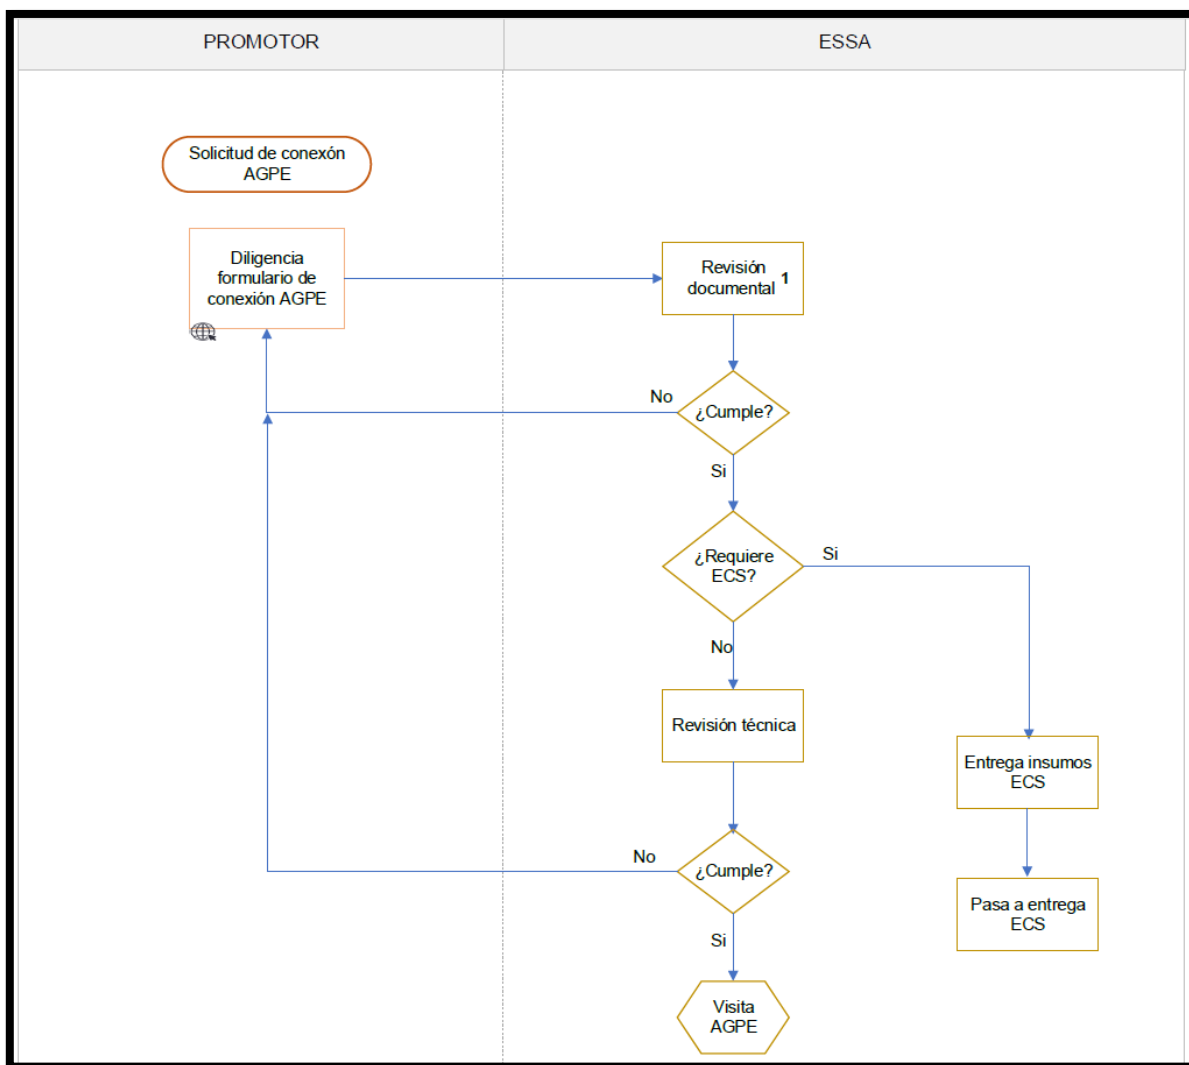 PROMOTOR
ESSA
Solicitud de conexón
AGPE
Diligencia
formulario de
conexión AGPE
Revisión
documental 1
¿Cumple?
No
Si
¿Requiere
ECS?
Si
No
Revisión técnica
Entrega insumos
ECS
¿Cumple?
No
Pasa a entrega
ECS
Si
Visita
AGPE